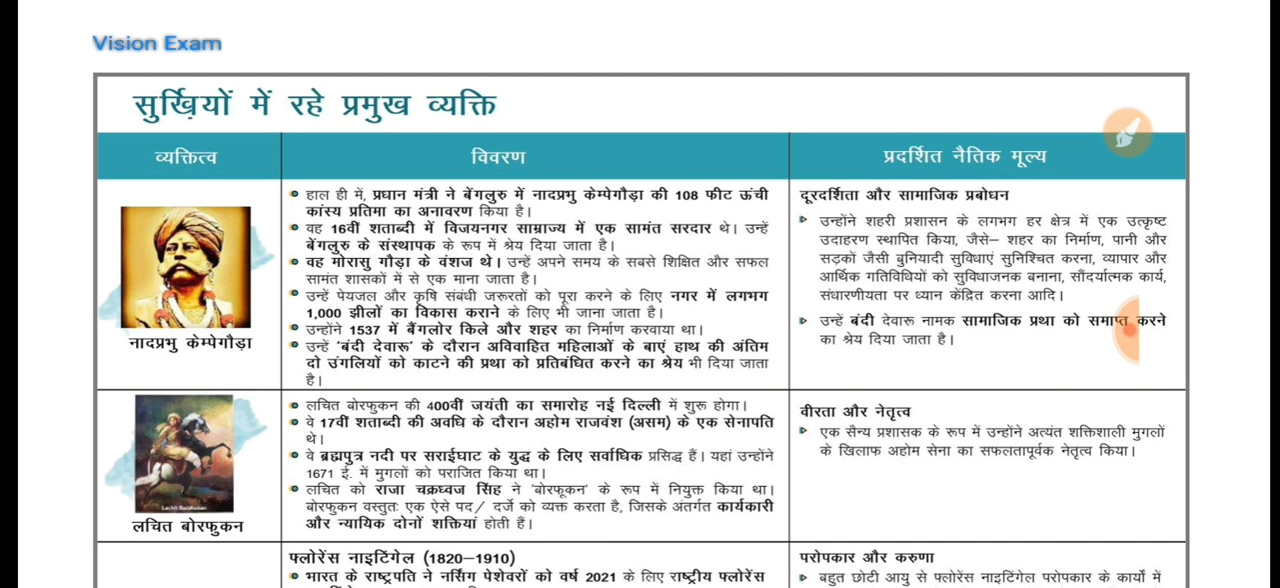 Vision Exam
सुर्ख़ियों में रहे प्रमुख व्यक्ति
व्यक्तित्व
विवरण
प्रदर्शित नैतिक मूल्य
नादप्रभु केम्पेगौड़ा
हाल ही में, प्रधान मंत्री ने बेंगलुरु में नादप्रभु केम्पेगौड़ा की 108 फीट ऊंची
कांस्य प्रतिमा का अनावरण किया है।
वह 16वीं शताब्दी में विजयनगर साम्राज्य में एक सामंत सरदार थे। उन्हें
बेंगलुरु के संस्थापक के रूप में श्रेय दिया जाता है।
वह मोरासु गौड़ा के वंशज थे। उन्हें अपने समय के सबसे शिक्षित और सफल
सामंत शासकों में से एक माना जाता है।
उन्हें पेयजल और कृषि संबंधी जरूरतों को पूरा करने के लिए नगर में लगभग
1,000 झीलों का विकास कराने के लिए भी जाना जाता है।
उन्होंने 1537 में बैंगलोर किले और शहर का निर्माण करवाया था।
उन्हें 'बंदी देवारू' के दौरान अविवाहित महिलाओं के बाएं हाथ की अंतिम
दो उंगलियों को काटने की प्रथा को प्रतिबंधित करने का श्रेय भी दिया जाता
है।
दूरदर्शिता और सामाजिक प्रबोधन
उन्होंने शहरी प्रशासन के लगभग हर क्षेत्र में एक उत्कृष्ट
उदाहरण स्थापित किया, जैसे– शहर का निर्माण, पानी और
सड़कों जैसी बुनियादी सुविधाएं सुनिश्चित करना, व्यापार और
आर्थिक गतिविधियों को सुविधाजनक बनाना, सौंदर्यात्मक कार्य,
संधारणीयता पर ध्यान केंद्रित करना आदि।
उन्हें बंदी देवारू नामक सामाजिक प्रथा को समाप्त करने
का श्रेय दिया जाता है।
Lachit Borphukan
लचित बोरफुकन
लचित बोरफुकन की 400वीं जयंती का समारोह नई दिल्ली में शुरू होगा।
वे 17वीं शताब्दी की अवधि के दौरान अहोम राजवंश (असम) के एक सेनापति
थे।
वे ब्रह्मपुत्र नदी पर सराईघाट के युद्ध के लिए सर्वाधिक प्रसिद्ध हैं। यहां उन्होंने
1671 ई. में मुगलों को पराजित किया था।
लचित को राजा चक्रध्वज सिंह ने 'बोरफूकन' के रूप में नियुक्त किया था।
बोरफुकन वस्तुतः एक ऐसे पद/ दर्जे को व्यक्त करता है, जिसके अंतर्गत कार्यकारी
और न्यायिक दोनों शक्तियां होती हैं।
वीरता और नेतृत्व
एक सैन्य प्रशासक के रूप में उन्होंने अत्यंत शक्तिशाली मुगलों
के खिलाफ अहोम सेना का सफलतापूर्वक नेतृत्व किया।
फ्लोरेंस नाइटिंगेल (1820–1910)
भारत के राष्ट्रपति ने नर्सिंग पेशेवरों को वर्ष 2021 के लिए राष्ट्रीय फ्लोरेंस
परोपकार और करुणा
बहुत छोटी आयु से फ्लोरेंस नाइटिंगेल परोपकार के कार्यों में